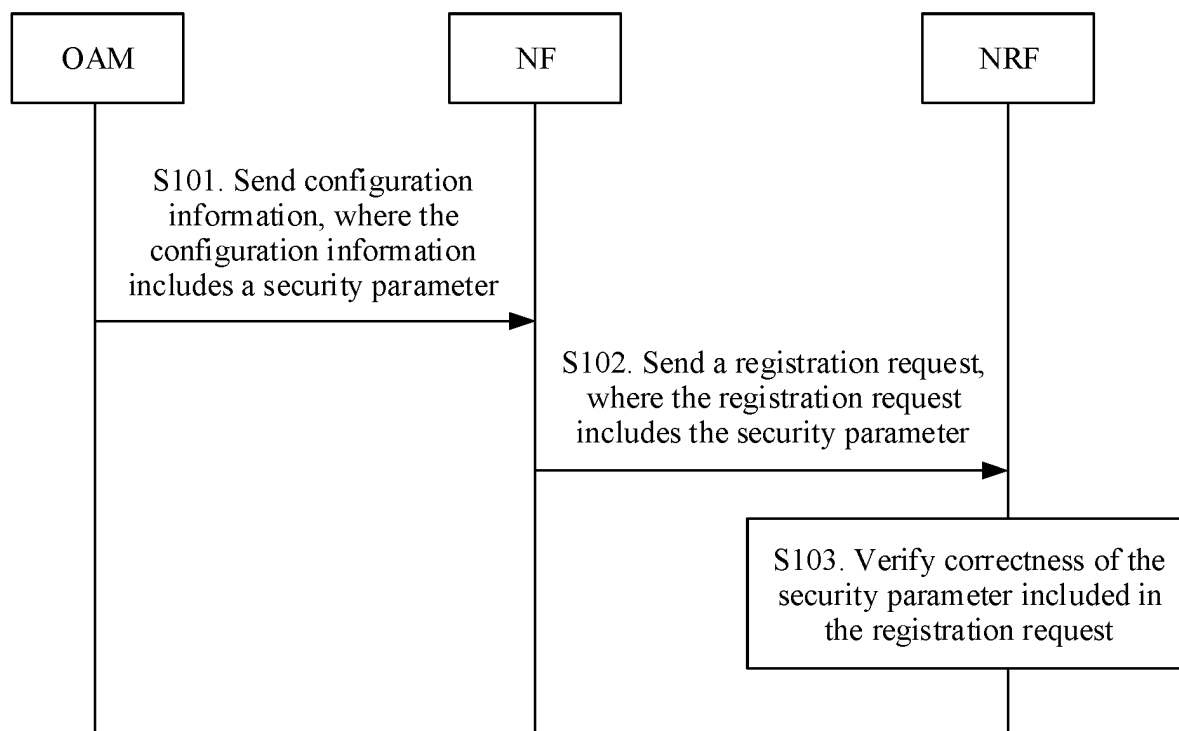 OAM
NF
NRF
S101. Send configuration
information, where the
configuration information
includes a security parameter
S102. Send a registration request,
where the registration request
includes the security parameter
S103. Verify correctness of the
security parameter included in
the registration request